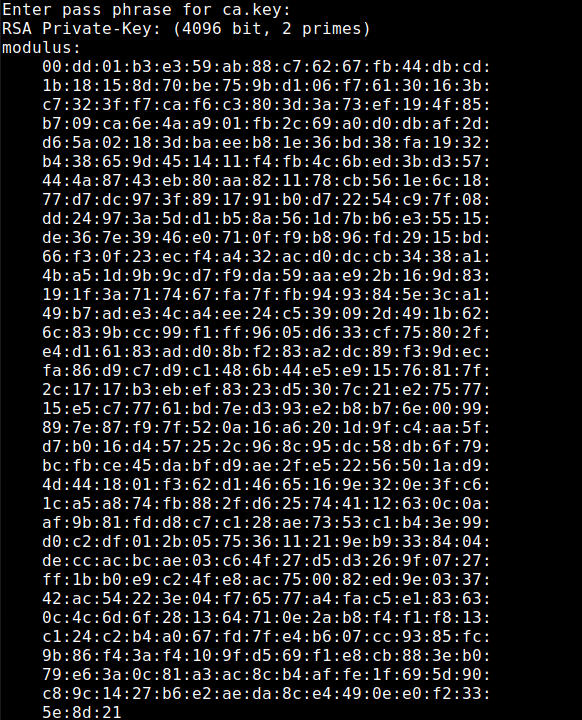 Enter pass phrase for ca.key:
RSA Private-Key: (4096 bit, 2 primes)
modulus:
00:dd:01:b3:e3:59:ab:88:c7:62:67:fb:44:db:cd:
1b:18:15:8d:70:be:75:9b:d1:06:f7:61:30:16:3b:
c7:32:3f:f7:ca:f6:c3:80:3d:3a:73:ef:19:4f:85:
b7:09:ca:6e:4a:a9:01:fb:2c:69:a0:d0:db:af:2d:
d6:5a:02:18:3d:ba:ee:b8:1e:36:bd:38:fa:19:32:
b4:38:65:9d:45:14:11:f4:fb:4c:6b:ed:3b:d3:57:
44:4a:87:43:eb:80:aa:82:11:78:cb:56:1e:6c:18:
77:d7:dc:97:3f:89:17:91:b0:d7:22:54:c9:7f:08:
dd:24:97:3a:5d:d1:b5:8a:56:1d:7b:b6:e3:55:15:
de:36:7e:39:46:e0:71:0f:f9:b8:96:fd:29:15:bd:
66:f3:0f:23:ec:f4:a4:32:ac:d0:dc:cb:34:38:a1:
4b:a5:1d:9b:9c:d7:f9:da:59:aa:e9:2b:16:9d:83:
19:1f:3a:71:74:67:fa:7f:fb:94:93:84:5e:3c:a1:
49:b7:ad:e3:4c:a4:ee:24:c5:39:09:2d:49:1b:62:
6c:83:9b:cc:99:f1:ff:96:05:d6:33:cf:75:80:2f:
e4:d1:61:83:ad:d0:8b:f2:83:a2:dc:89:f3:9d:ec:
fa:86:d9:c7:d9:c1:48:6b:44:e5:e9:15:76:81:7f:
2c:17:17:b3:eb:ef:83:23:d5:30:7c:21:e2:75:77:
15:e5:c7:77:61:bd:7e:d3:93:e2:b8:b7:6e:00:99:
89:7e:87:f9:7f:52:0a:16:a6:20:1d:9f:c4:aa:5f:
d7:b0:16:d4:57:25:2c:96:8c:95:dc:58:db:6f:79:
bc:fb:ce:45:da:bf:d9:ae:2f:e5:22:56:50:1a:d9:
4d:44:18:01:f3:62:d1:46:65:16:9e:32:0e:3f:c6:
1c:a5:a8:74:fb:88:2f:d6:25:74:41:12:63:0c:0a:
af:9b:81:fd:d8:c7:c1:28:ae:73:53:c1:b4:3e:99:
d0:c2:df:01:2b:05:75:36:11:21:9e:b9:33:84:04:
de:cc:ac:bc:ae:03:c6:4f:27:d5:d3:26:9f:07:27:
ff:1b:b0:e9:c2:4f:e8:ac:75:00:82:ed:9e:03:37:
42:ac:54:22:3e:04:f7:65:77:a4:fa:c5:e1:83:63:
0c:4c:6d:6f:28:13:64:71:0e:2a:b8:f4:f1:f8:13:
c1:24:c2:b4:a0:67:fd:7f:e4:b6:07:cc:93:85:fc:
9b:86:f4:3a:f4:10:9f:d5:69:f1:e8:cb:88:3e:b0:
79:e6:3a:0c:81:a3:ac:8c:b4:af:fe:1f:69:5d:90:
c8:9c:14:27:b6:e2:ae:da:8c:e4:49:0e:e0:f2:33:
5e:8d:21